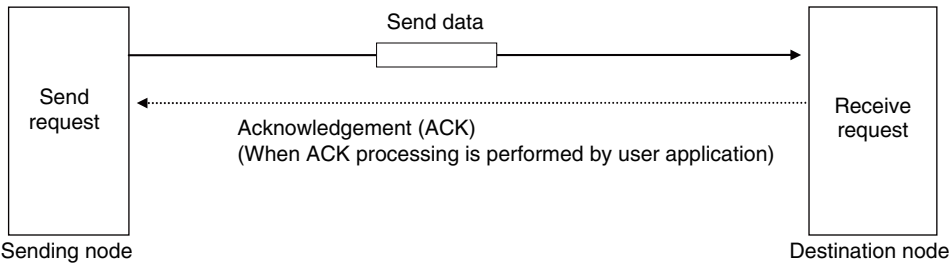 Send data
Send
request
Receive
request
Acknowledgement (ACK)
(When ACK processing is performed by user application)
Sending node
Destination node